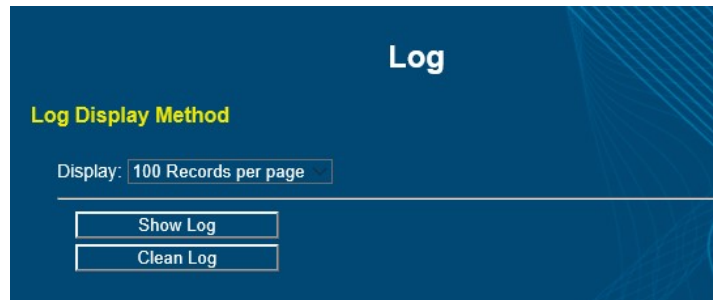 Log
Log Display Method
Display: 100 Records per page
Show Log
Clean Log